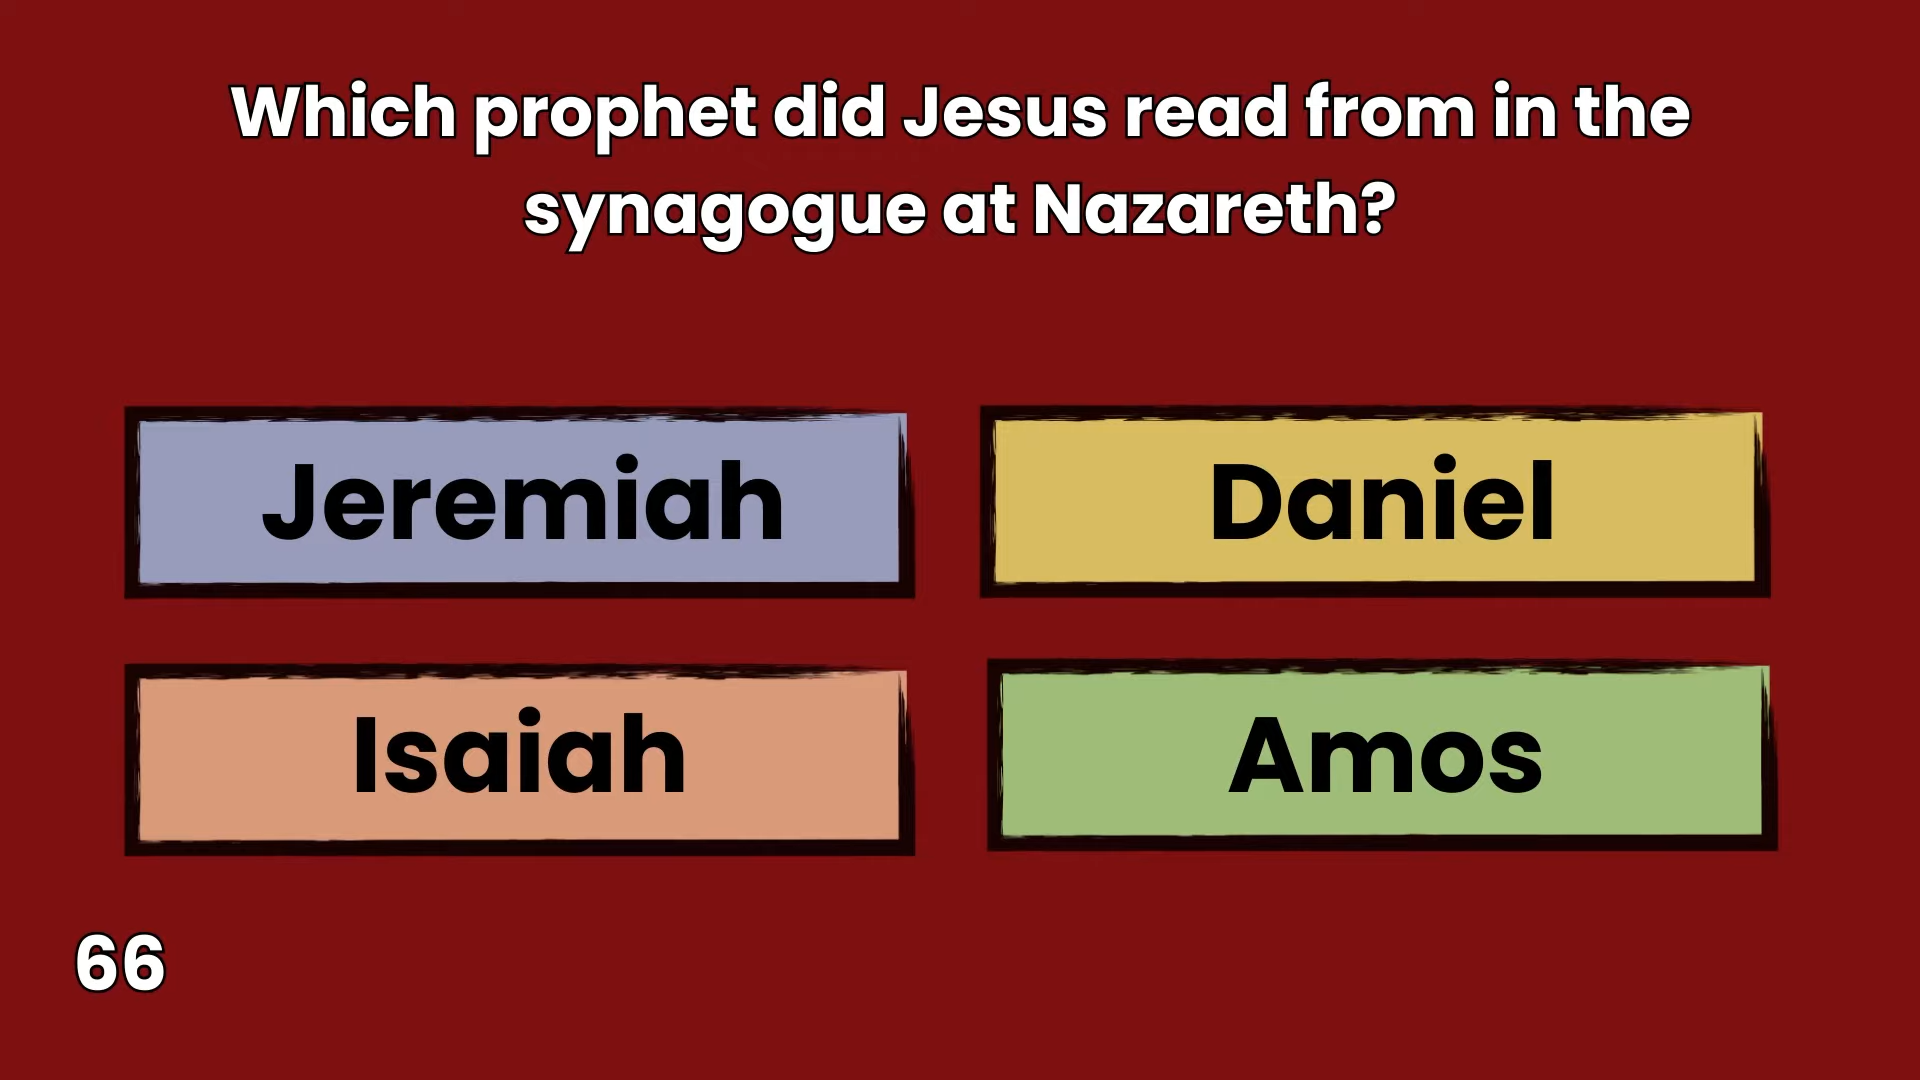 Which prophet did Jesus read from in the
synagogue at Nazareth?
Jeremiah
Daniel
Isaiah
Amos
66